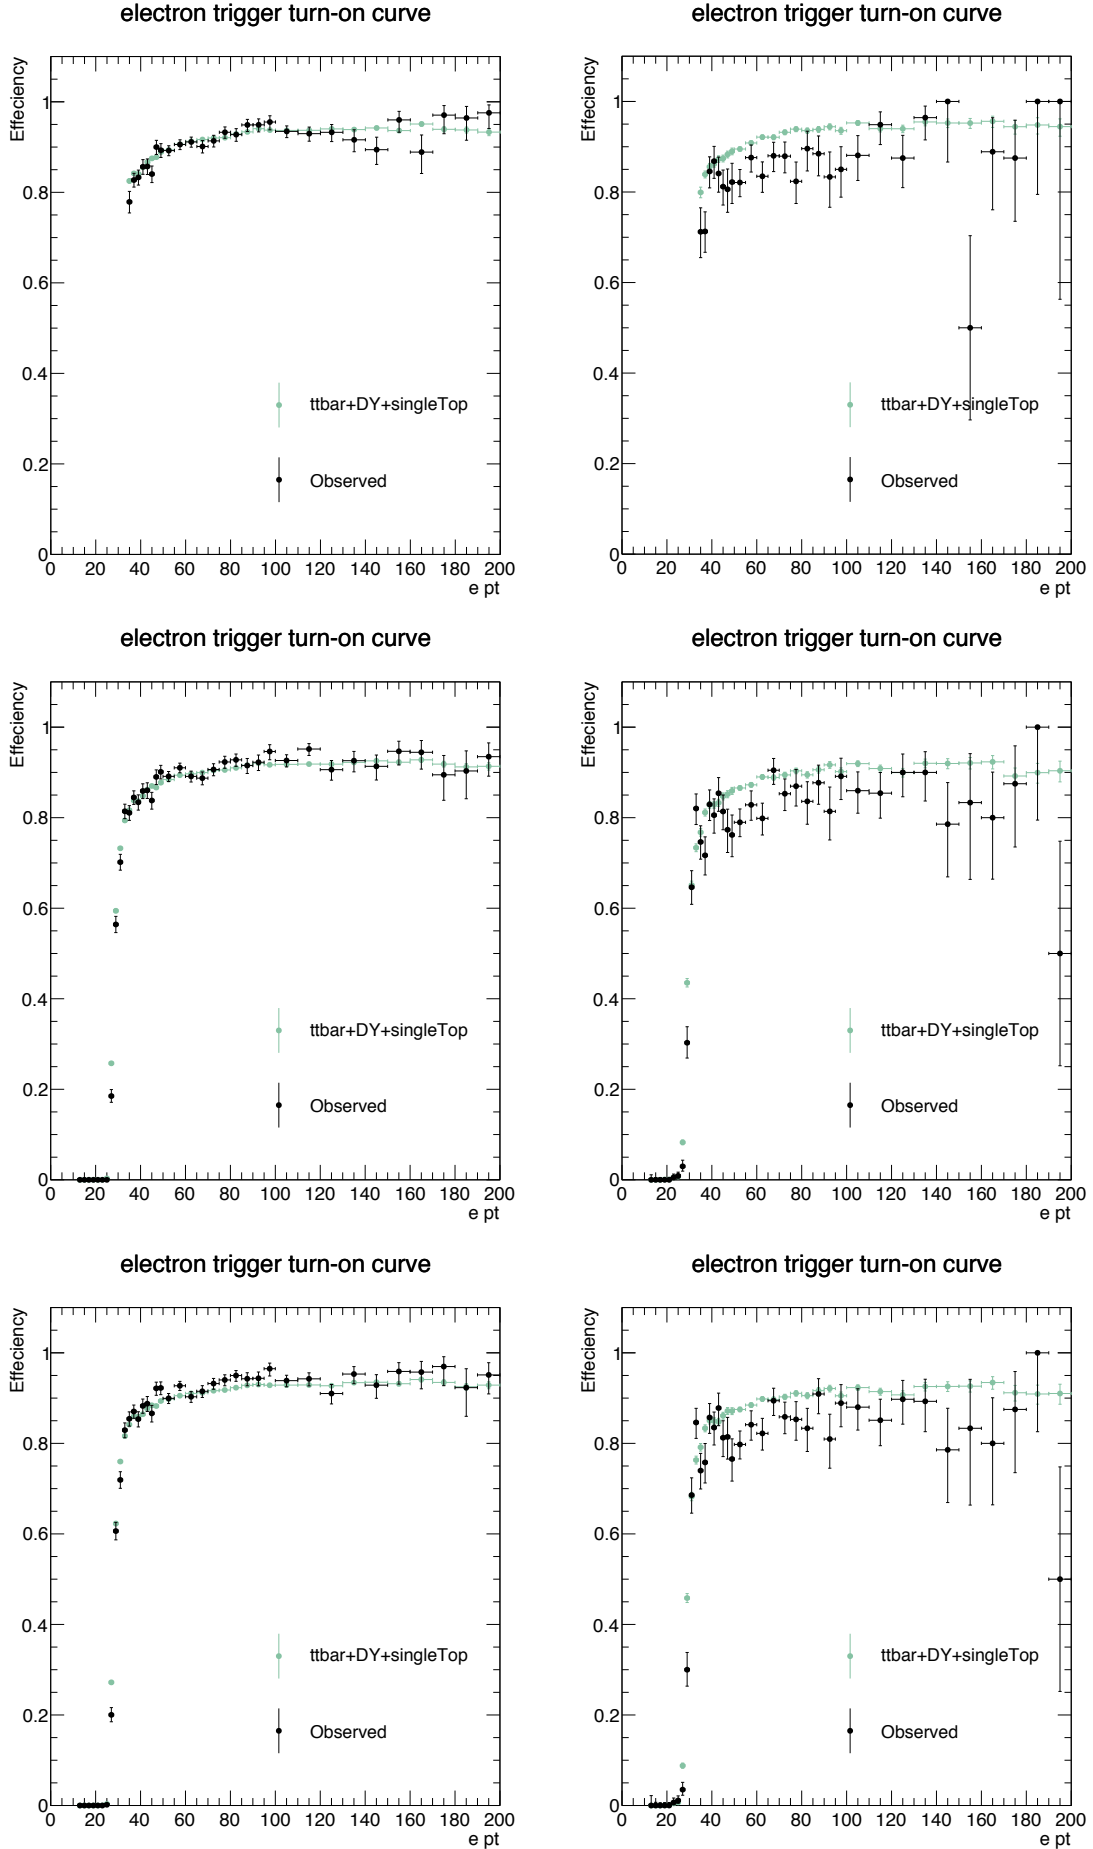 electron trigger turn-on curve
Effeciency
1
0.8
0.6
0.4
0.2
0
ttbar+DY+singleTop
Observed
0 20 40 60 80 100 120 140 160 180 200
e pt
electron trigger turn-on curve
Effeciency
1
0.8
0.6
0.4
0.2
0
ttbar+DY+singleTop
Observed
0 20 40 60 80 100 120 140 160 180 200
e pt
electron trigger turn-on curve
Effeciency
1
0.8
0.6
0.4
0.2
0
ttbar+DY+singleTop
Observed
0 20 40 60 80 100 120 140 160 180 200
e pt
electron trigger turn-on curve
Effeciency
1
0.8
0.6
0.4
0.2
0
ttbar+DY+singleTop
Observed
0 20 40 60 80 100 120 140 160 180 200
e pt
electron trigger turn-on curve
Effeciency
1
0.8
0.6
0.4
0.2
0
ttbar+DY+singleTop
Observed
0 20 40 60 80 100 120 140 160 180 200
e pt
electron trigger turn-on curve
Effeciency
1
0.8
0.6
0.4
0.2
0
ttbar+DY+singleTop
Observed
0 20 40 60 80 100 120 140 160 180 200
e pt